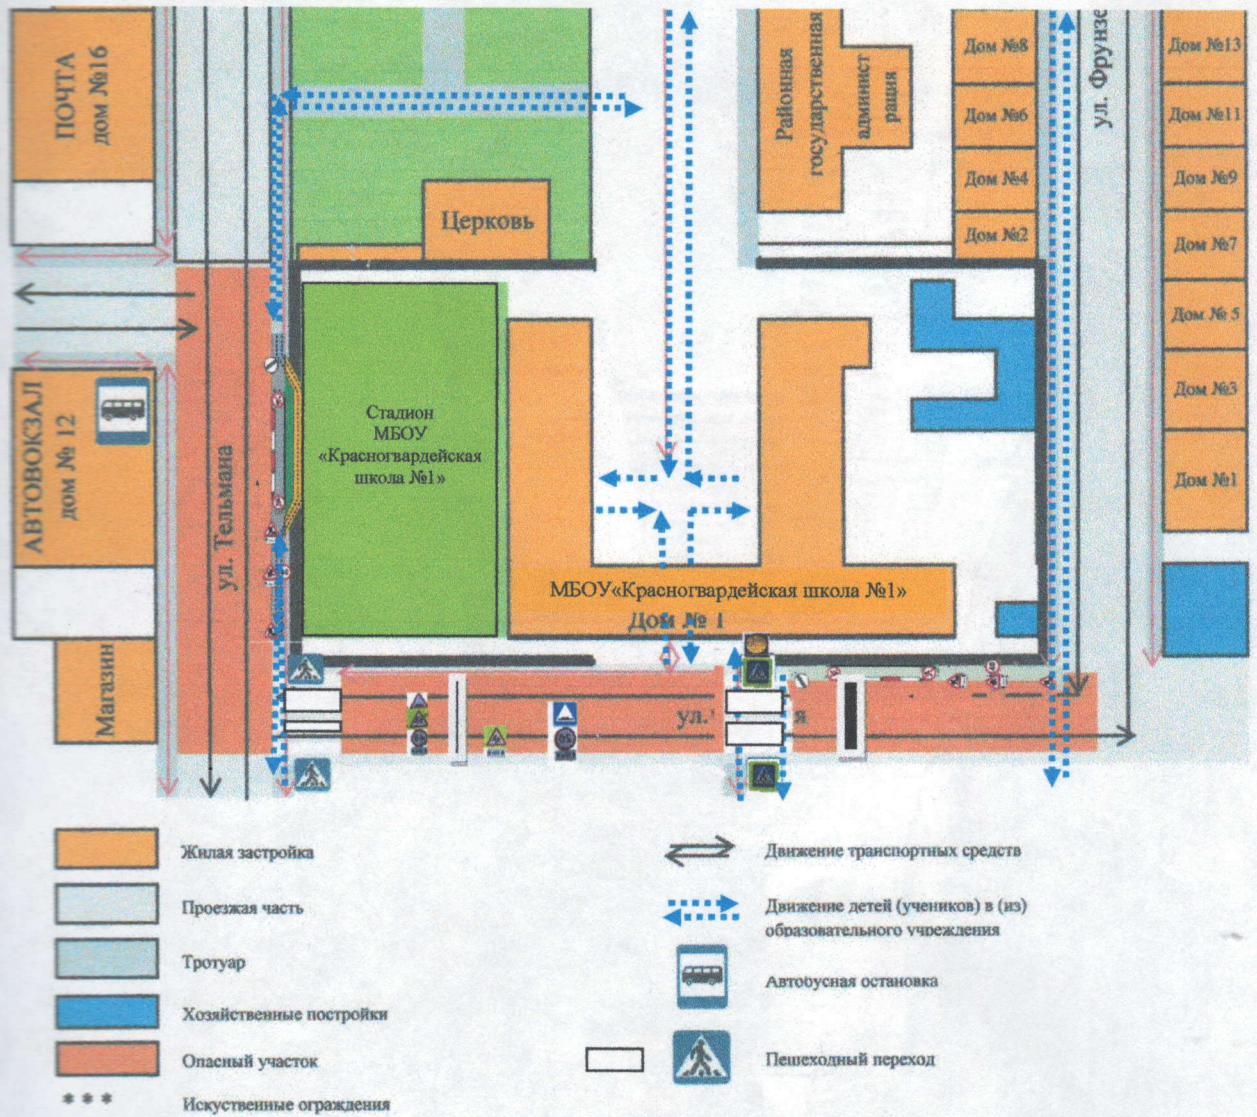 ПОЧТА
дом №16
Церковь
Районная
государственная
админист
рация
Дом №8
Дом №6
Дом №4
Дом №2
ул. Фрунзе
Дом №13
Дом №11
Дом №9
Дом №7
Дом № 5
Дом №3
Дом №1
АВТОВОКЗАЛ
дом № 12
ул. Тельмана
Стадион
МБОУ
«Красногвардейская
школа №1»
МБОУ«Красногвардейская школа №1»
Дом № 1
Магазин
ул.
я
Жилая застройка
Проезжая часть
Тротуар
Хозяйственные постройки
Опасный участок
Искуственные ограждения
Движение транспортных средств
Движение детей (учеников) в (из)
образовательного учреждения
Автобусная остановка
Пешеходный переход